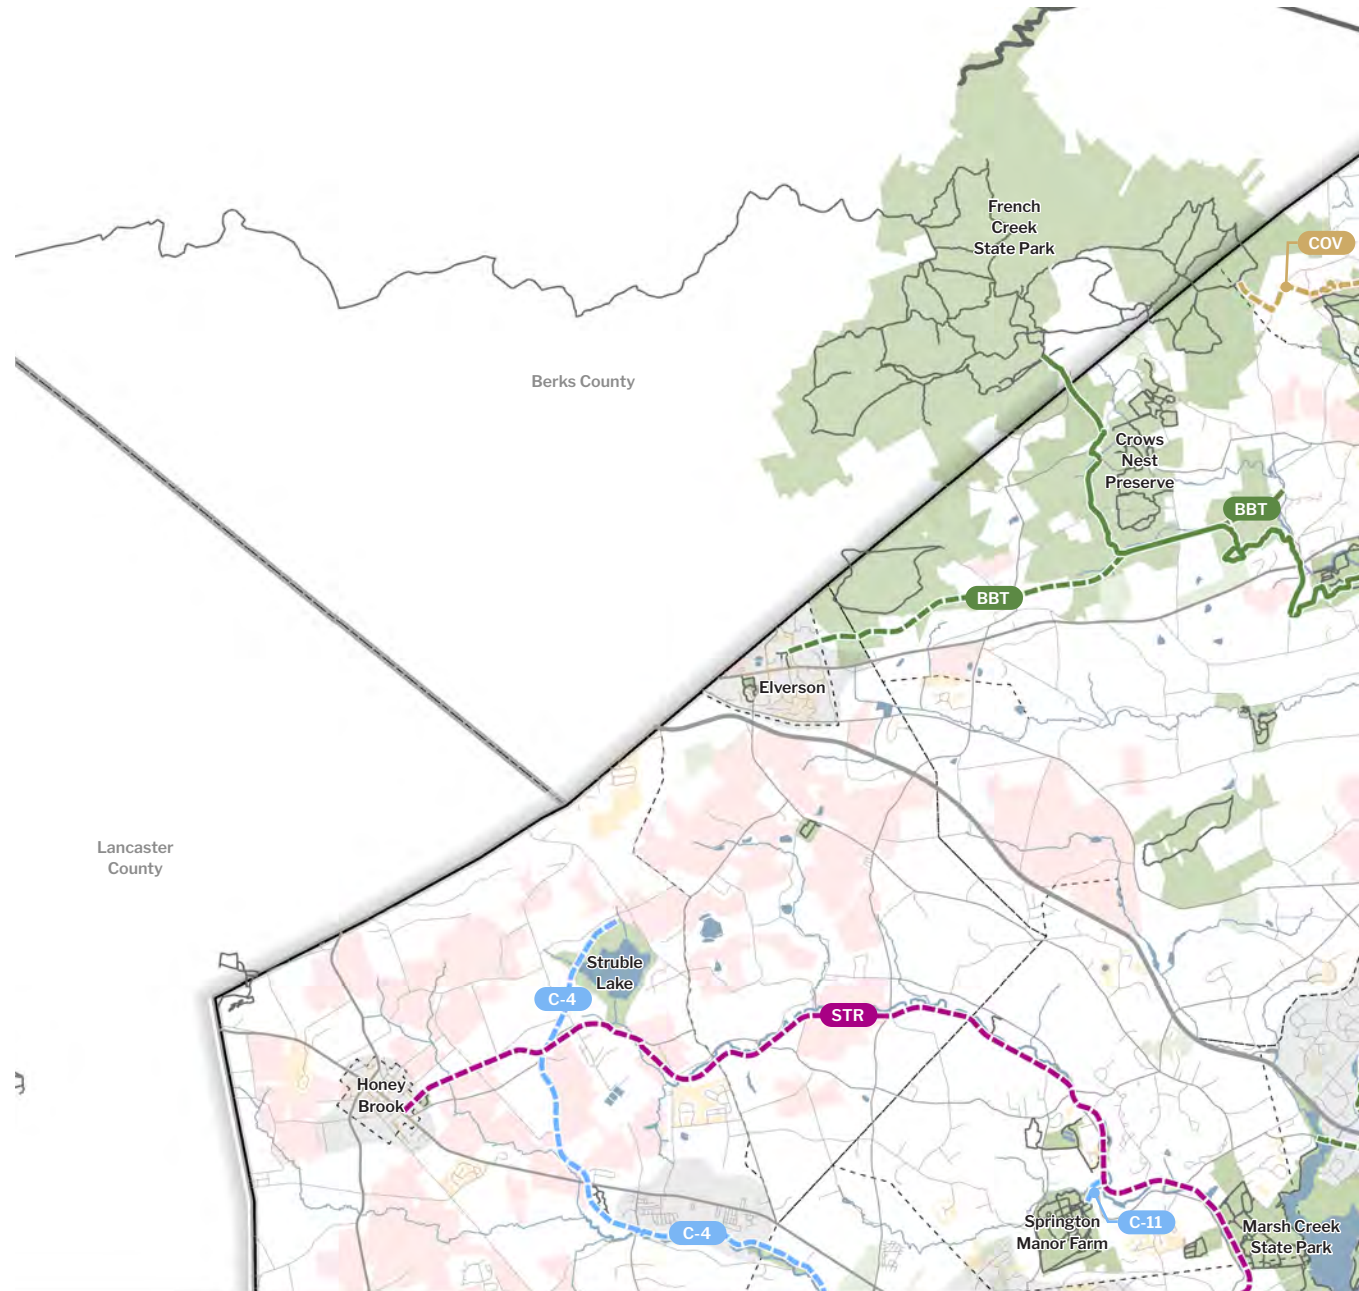 French
Creek
State Park
COV
Berks County
Crows
Nest
Preserve
BBT
BBT
Elverson
Lancaster
County
Struble
Lake
C-4
STR
Honey
Brook
Springton
Manor Farm
C-11
Marsh Creek
State Park
C-4